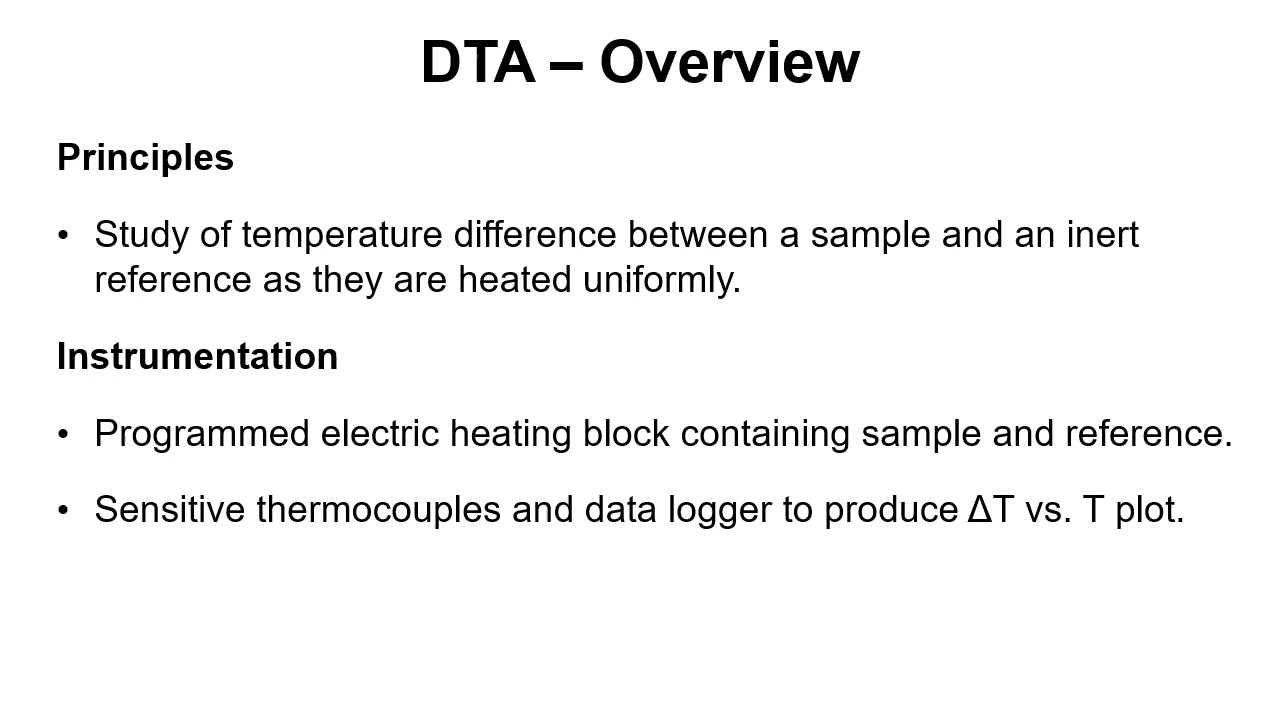 DTA – Overview
Principles
• Study of temperature difference between a sample and an inert
reference as they are heated uniformly.
Instrumentation
• Programmed electric heating block containing sample and reference.
• Sensitive thermocouples and data logger to produce ΔT vs. T plot.